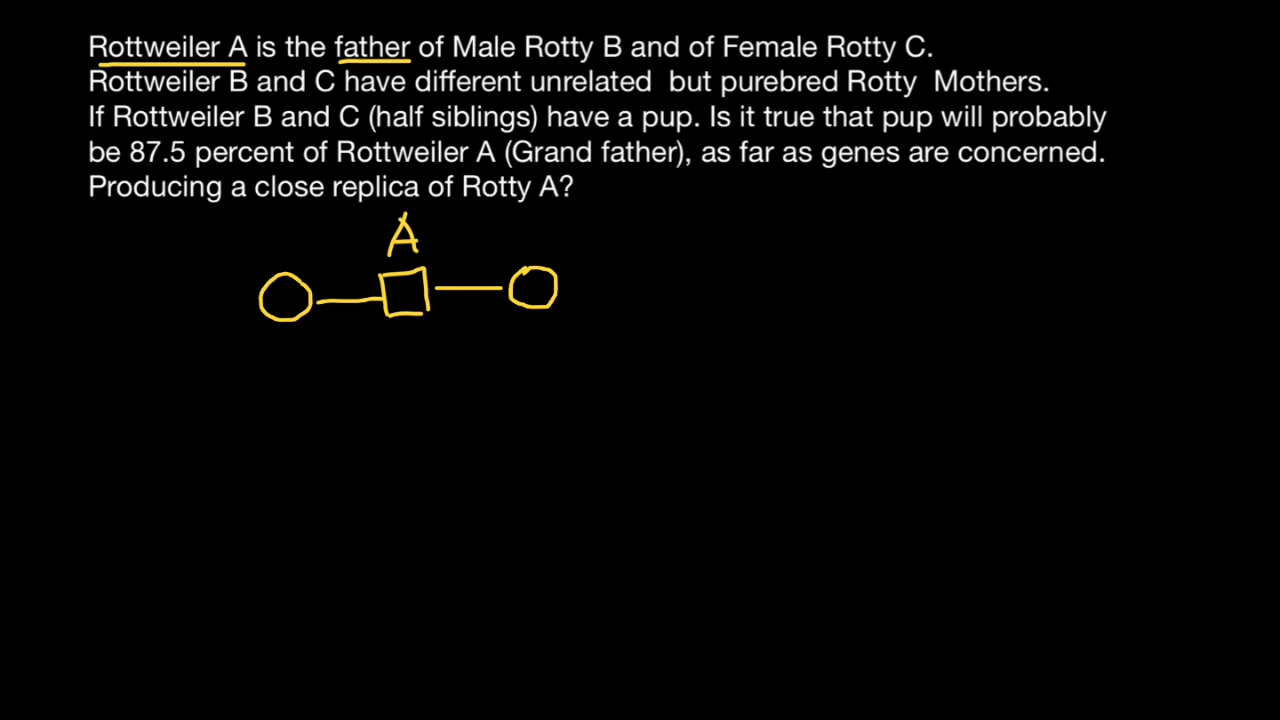 Rottweiler A is the father of Male Rotty B and of Female Rotty C.
Rottweiler B and C have different unrelated but purebred Rotty Mothers.
If Rottweiler B and C (half siblings) have a pup. Is it true that pup will probably
be 87.5 percent of Rottweiler A (Grand father), as far as genes are concerned.
Producing a close replica of Rotty A?
A